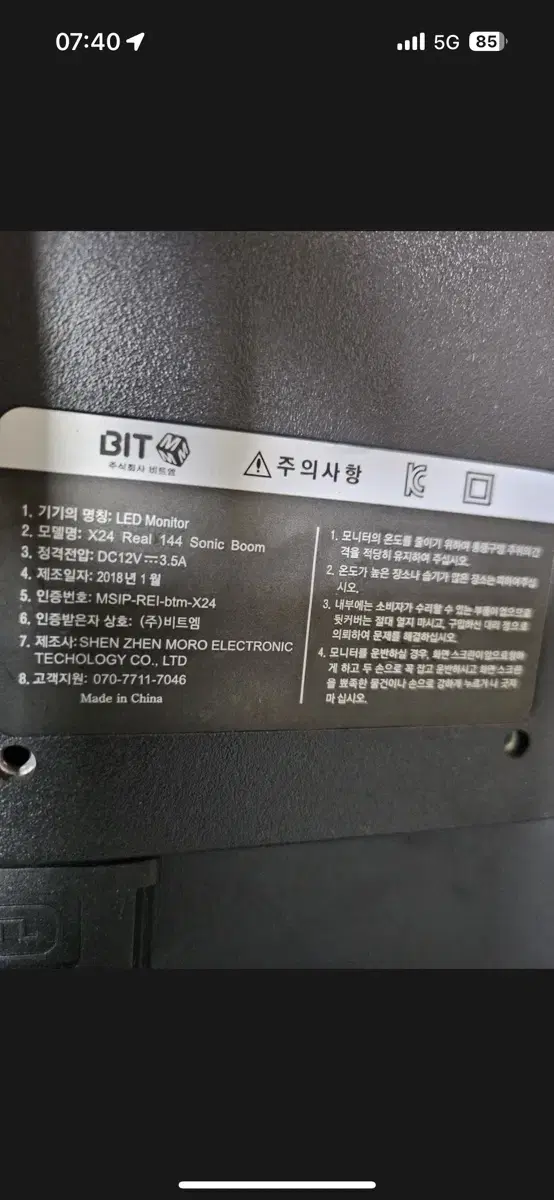 07:40
5G
85
BIT
주식회사 비트엠
주의사항
1. 기기의 명칭: LED Monitor
2. 모델명: X24 Real 144 Sonic Boom
3. 정격전압: DC12V⎓3.5A
4. 제조일자: 2018년 1 월
5. 인증번호: MSIP-REI-btm-X24
6. 인증받은자 상호: (주)비트엠
7. 제조사: SHEN ZHEN MORO ELECTRONIC
TECHOLOGY CO., LTD
8. 고객지원: 070-7711-7046
Made in China
1. 모니터의 온도를 줄이기 위하여 통풍구멍 주위의 간
격을 적당히 유지하여 주십시오.
2. 온도가 높은 장소나 습기가 많은 장소는 피하여주십
시오.
3. 내부에는 소비자가 수리할 수 있는 부품이 없으므로
뒷커버는 절대 열지 마시고, 구입하신 대리 점으로
의뢰하여 문제를 해결하십시오.
4. 모니터를 운반하실 경우, 화면 스크린이 앞으로 향하
게 하고 두 손으로 꼭 잡고 운반하시고 화면 스크린
을 뾰족한 물건이나 손으로 강하게 누르거 나 긋지
마 십시오.